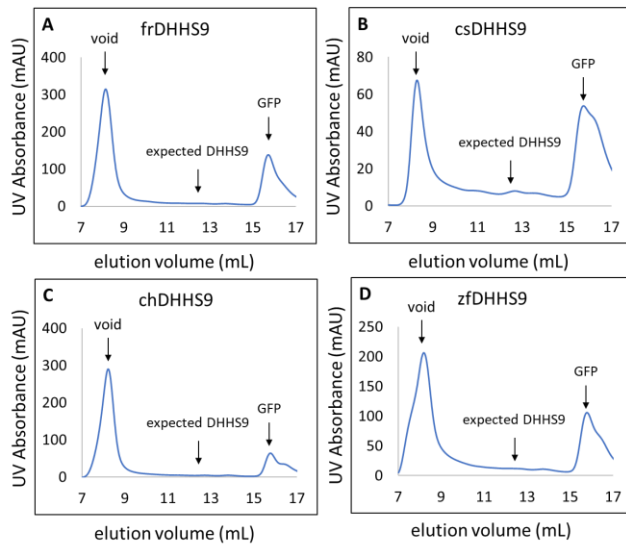 A
frDHHS9
void
GFP
expected DHHS9
UV Absorbance (mAU)
400
300
200
100
0
7 9 11 13 15 17
elution volume (mL)
B
csDHHS9
void
GFP
expected DHHS9
UV Absorbance (mAU)
80
60
40
20
0
7 9 11 13 15 17
elution volume (mL)
C
chDHHS9
void
GFP
expected DHHS9
UV Absorbance (mAU)
400
300
200
100
0
7 9 11 13 15 17
elution volume (mL)
D
zfDHHS9
void
GFP
expected DHHS9
UV Absorbance (mAU)
250
200
150
100
50
0
7 9 11 13 15 17
elution volume (mL)